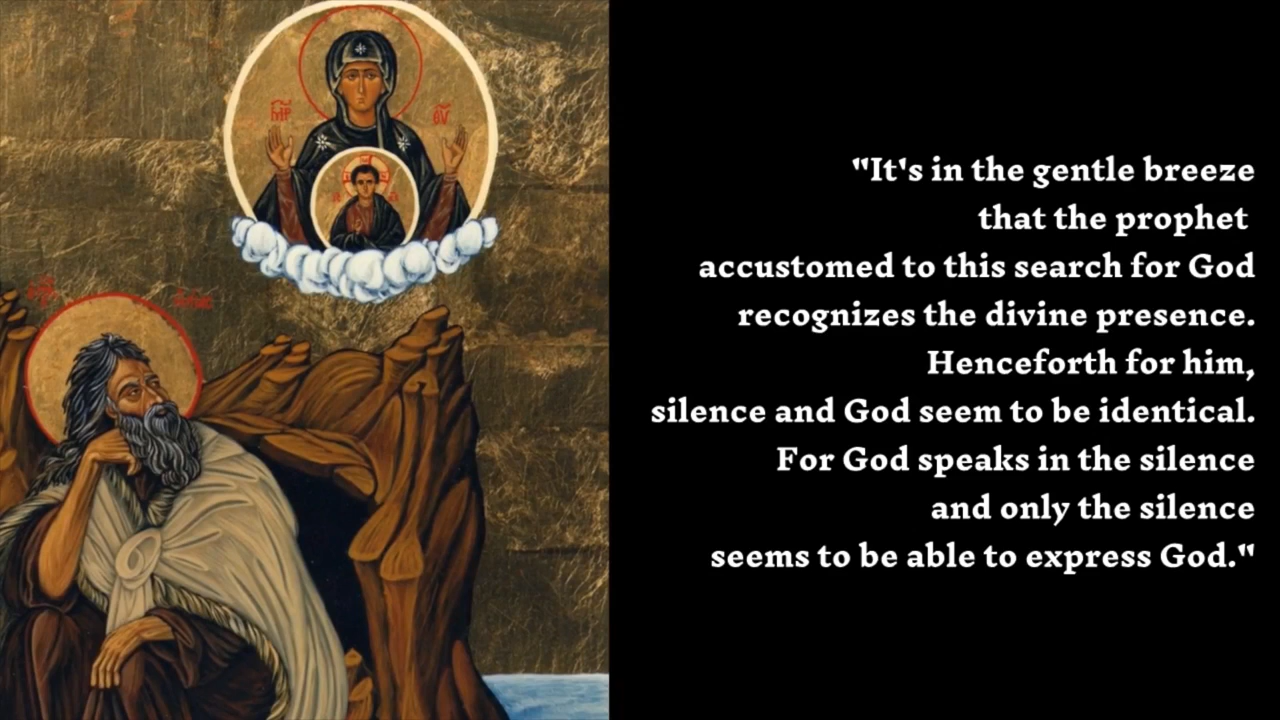 "It's in the gentle breeze
that the prophet
accustomed to this search for God
recognizes the divine presence.
Henceforth for him,
silence and God seem to be identical.
For God speaks in the silence
and only the silence
seems to be able to express God."